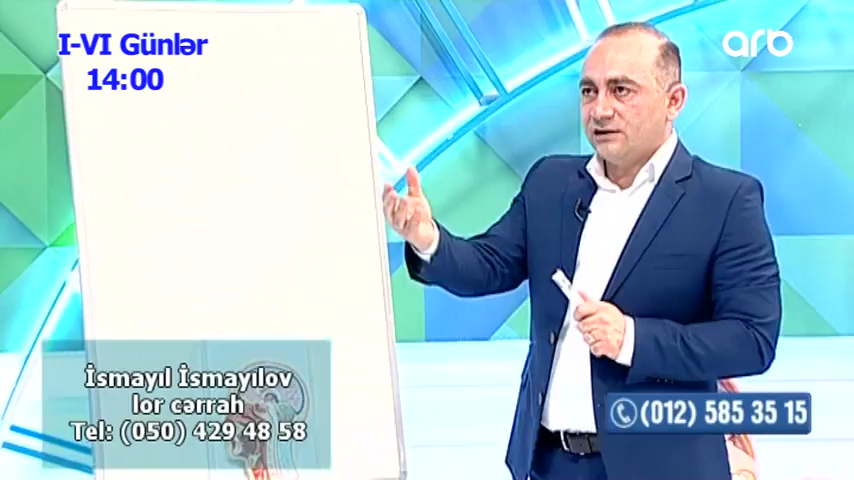 I-VI Günlər
14:00
arb
İsmayıl İsmayılov
lor cərrah
Tel: (050) 429 48 58
(012) 585 35 15